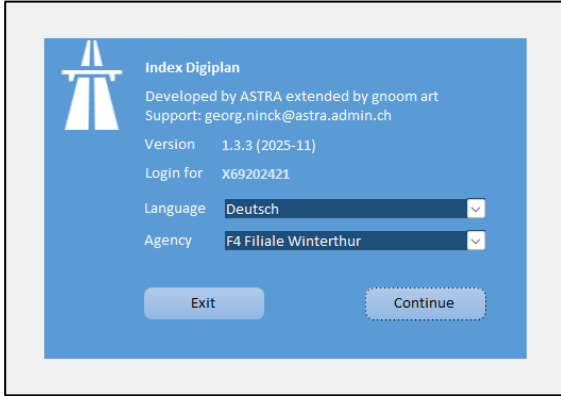 Index Digiplan
Developed by ASTRA extended by gnoom art
Support: georg.ninck@astra.admin.ch
Version 1.3.3 (2025-11)
Login for X69202421
Language Deutsch
Agency F4 Filiale Winterthur
Exit Continue